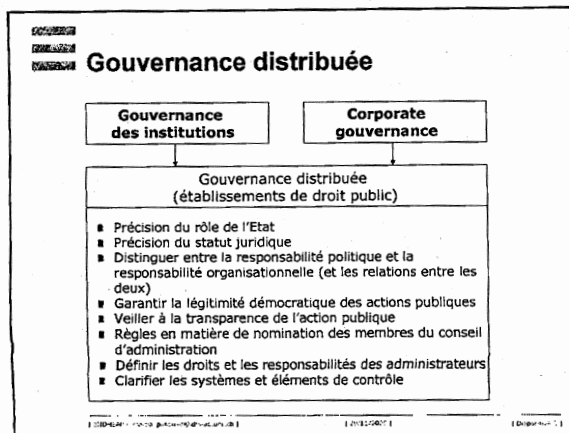 Gouvernance distribuée
Gouvernance
des institutions
Corporate
gouvernance
Gouvernance distribuée
(établissements de droit public)
Précision du rôle de l'Etat
Précision du statut juridique
Distinguer entre la responsabilité politique et la
responsabilité organisationnelle (et les relations entre les
deux)
Garantir la légitimité démocratique des actions publiques
Veiller à la transparence de l'action publique
Règles en matière de nomination des membres du conseil
d'administration
Définir les droits et les responsabilités des administrateurs
Clarifier les systèmes et éléments de contrôle